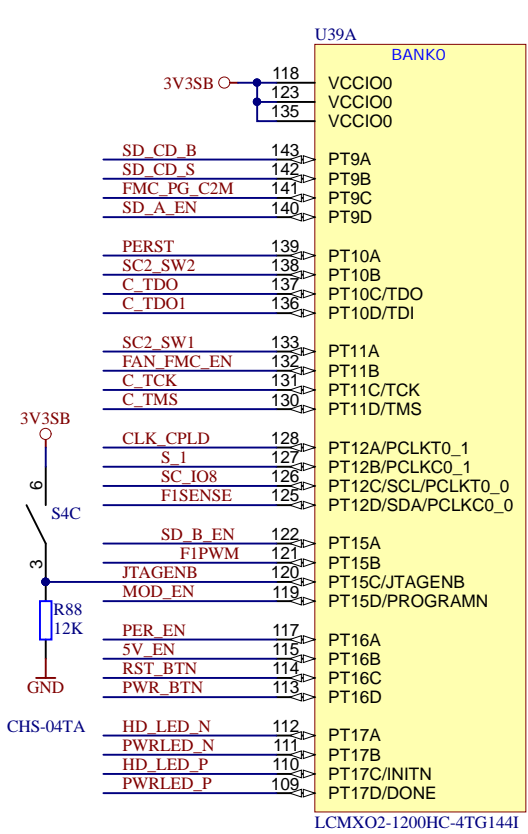 U39A
BANK0
3V3SB 118 VCCIO0
123 VCCIO0
135 VCCIO0
SD_CD_B 143 PT9A
SD_CD_S 142 PT9B
FMC_PG_C2M 141 PT9C
SD_A_EN 140 PT9D
PERST 139 PT10A
SC2_SW2 138 PT10B
C_TDO 137 PT10C/TDO
C_TDO1 136 PT10D/TDI
SC2_SW1 133 PT11A
FAN_FMC_EN 132 PT11B
C_TCK 131 PT11C/TCK
C_TMS 130 PT11D/TMS
3V3SB
CLK_CPLD 128 PT12A/PCLKT0_1
S_1 127 PT12B/PCLKC0_1
SC_IO8 126 PT12C/SCL/PCLKT0_0
F1SENSE 125 PT12D/SDA/PCLKC0_0
6
S4C
3
SD_B_EN 122 PT15A
F1PWM 121 PT15B
JTAGENB 120 PT15C/JTAGENB
MOD_EN 119 PT15D/PROGRAMN
R88
12K
GND
PER_EN 117 PT16A
5V_EN 115 PT16B
RST_BTN 114 PT16C
PWR_BTN 113 PT16D
CHS-04TA
HD_LED_N 112 PT17A
PWRLED_N 111 PT17B
HD_LED_P 110 PT17C/INITN
PWRLED_P 109 PT17D/DONE
LCMXO2-1200HC-4TG144I